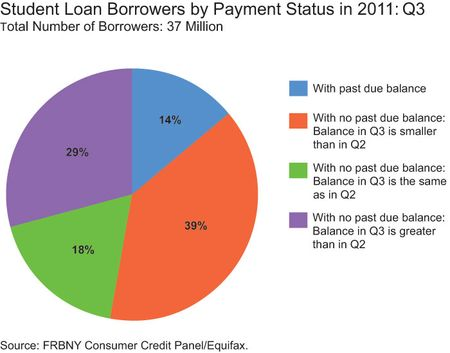 Student Loan Borrowers by Payment Status in 2011: Q3
Total Number of Borrowers: 37 Million
14%
39%
18%
29%
With past due balance
With no past due balance:
Balance in Q3 is smaller
than in Q2
With no past due balance:
Balance in Q3 is the same
as in Q2
With no past due balance:
Balance in Q3 is greater
than in Q2
Source: FRBNY Consumer Credit Panel/Equifax.